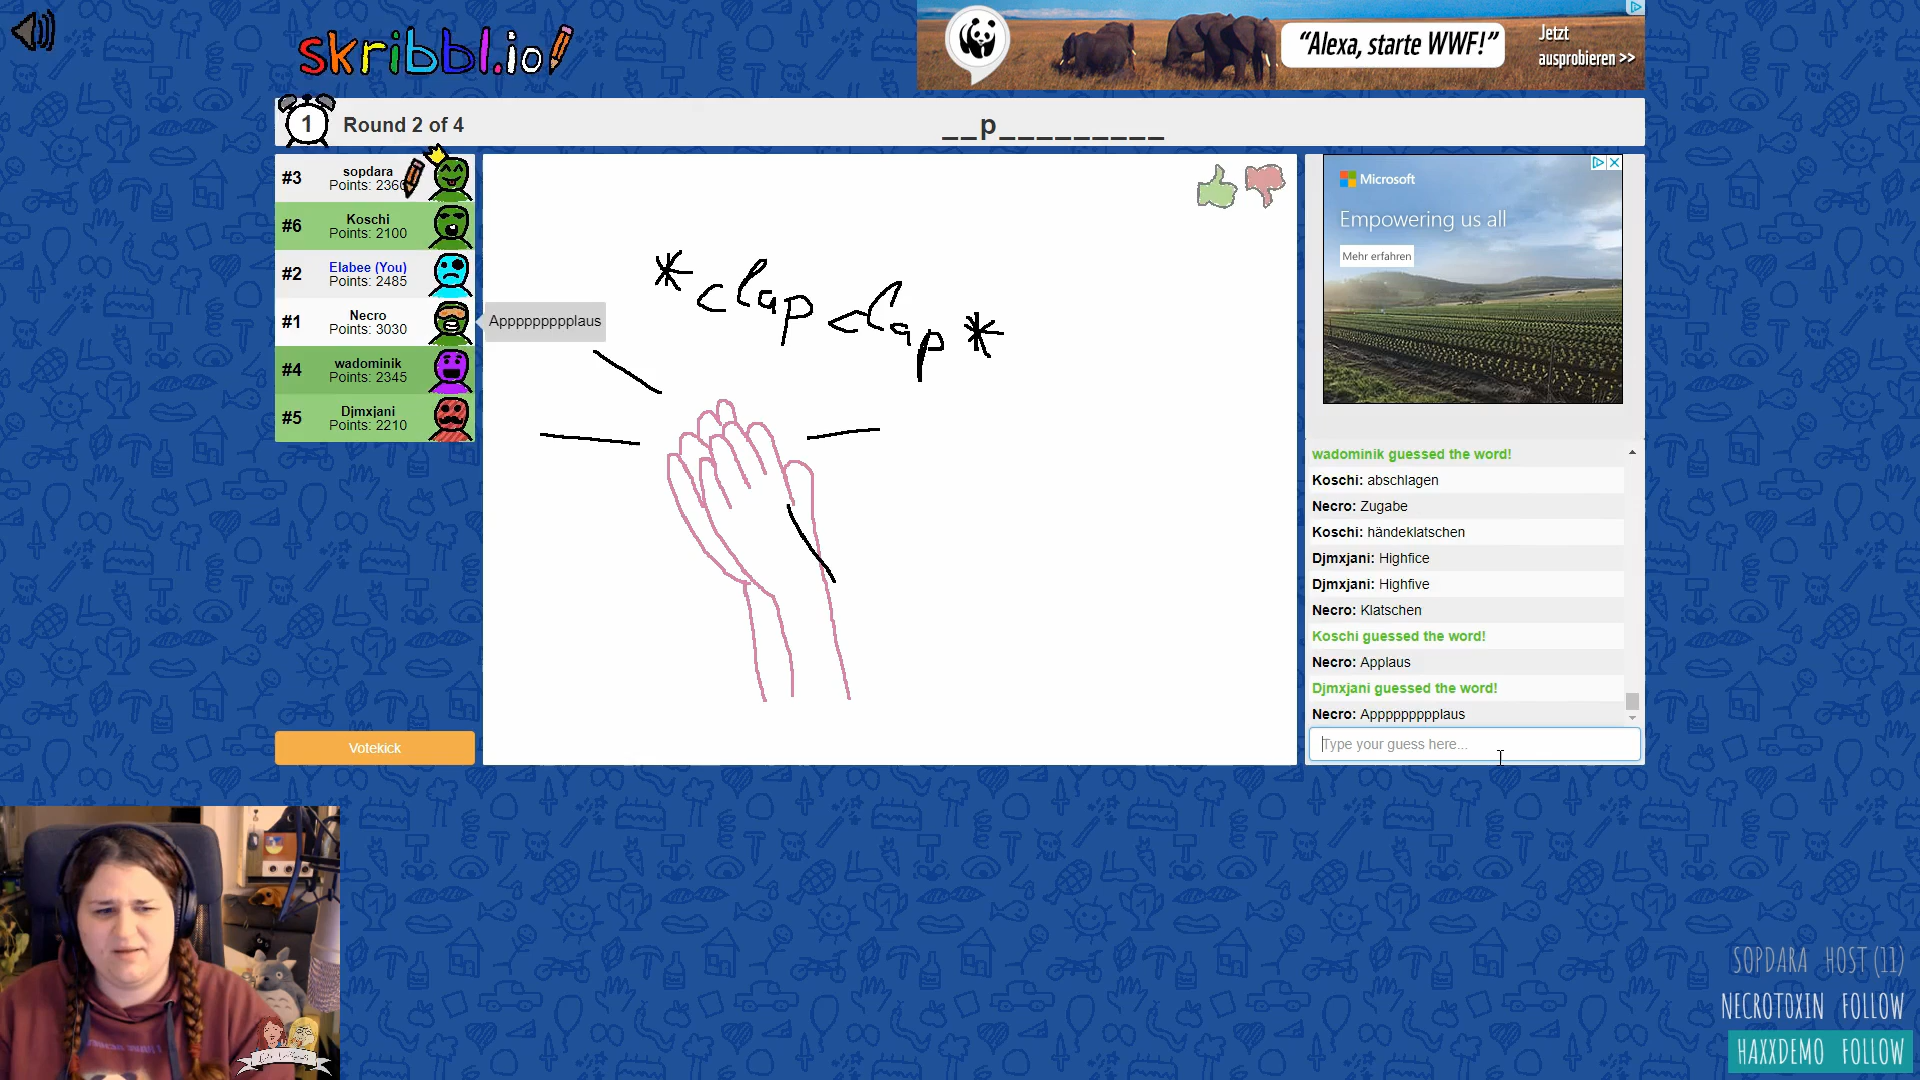 skribbl.io
"Alexa, starte WWF!"
Jetzt
ausprobieren >>
1
Round 2 of 4
__p_________
#3
sopdara
Points: 2366
#6
Koschi
Points: 2100
#2
Elabee (You)
Points: 2485
#1
Necro
Points: 3030
#4
wadominik
Points: 2345
#5
Djmxjani
Points: 2210
Apppppppppplaus
*clap clap*
Microsoft
Empowering us all
Mehr erfahren
wadominik guessed the word!
Koschi: abschlagen
Necro: Zugabe
Koschi: händeklatschen
Djmxjani: Highfice
Djmxjani: Highfive
Necro: Klatschen
Koschi guessed the word!
Necro: Applaus
Djmxjani guessed the word!
Necro: Apppppppppplaus
Type your guess here...
Votekick
SOPDARA HOST (11)
NECROTOXIN FOLLOW
HAXXDEMO FOLLOW